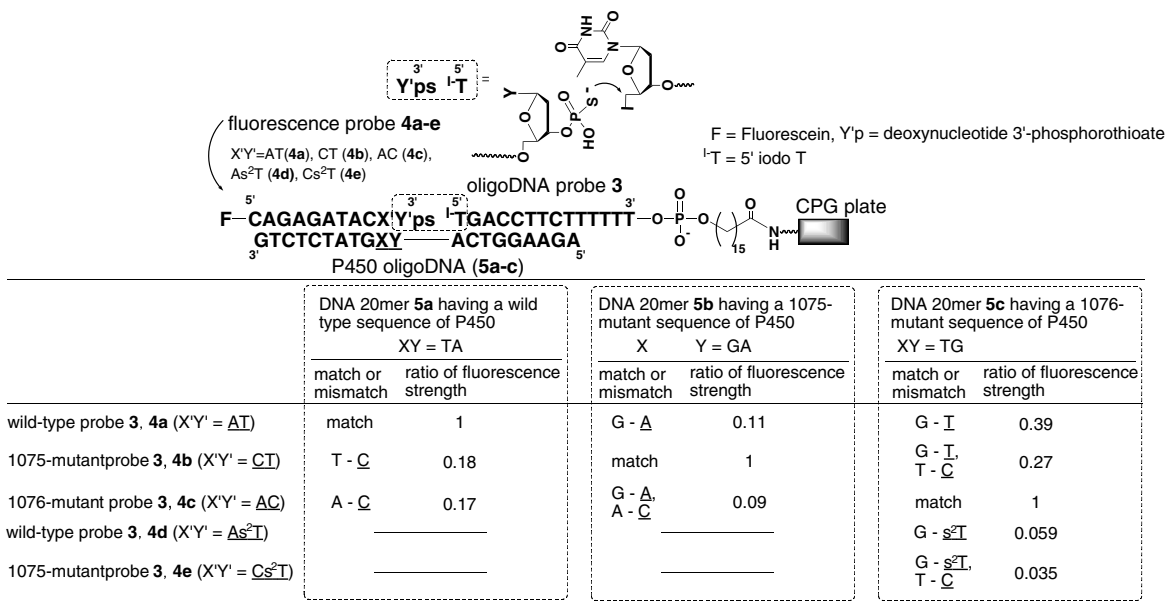 NH
O
O
N
O
O
Y
O
O
P
S
-
O
HO
O
I
3' 5'
Y'ps I-T =
fluorescence probe 4a-e
X'Y'=AT(4a), CT (4b), AC (4c),
As2T (4d), Cs2T (4e)
F = Fluorescein, Y'p = deoxynucleotide 3'-phosphorothioate
I-T = 5' iodo T
oligoDNA probe 3
5' 3' 5' 3'
F–CAGAGATACX'Y'ps I-TGACCTTCTTTTTT–O–P–O
O
O-
15
O
N
H
CPG plate
GTCTCTATGXY ACTGGAAGA
3' 5'
P450 oligoDNA (5a-c)
DNA 20mer 5a having a wild
type sequence of P450
XY = TA
match or
mismatch
ratio of fluorescence
strength
DNA 20mer 5b having a 1075-
mutant sequence of P450
X Y = GA
match or
mismatch
ratio of fluorescence
strength
DNA 20mer 5c having a 1076-
mutant sequence of P450
XY = TG
match or
mismatch
ratio of fluorescence
strength
wild-type probe 3, 4a (X'Y' = AT) match 1 G - A 0.11 G - T 0.39
1075-mutantprobe 3, 4b (X'Y' = CT) T - C 0.18 match 1 G - T, T - C 0.27
1076-mutant probe 3, 4c (X'Y' = AC) A - C 0.17 G - A, A - C 0.09 match 1
wild-type probe 3, 4d (X'Y' = As2T) G - s2T 0.059
1075-mutantprobe 3, 4e (X'Y' = Cs2T) G - s2T, T - C 0.035